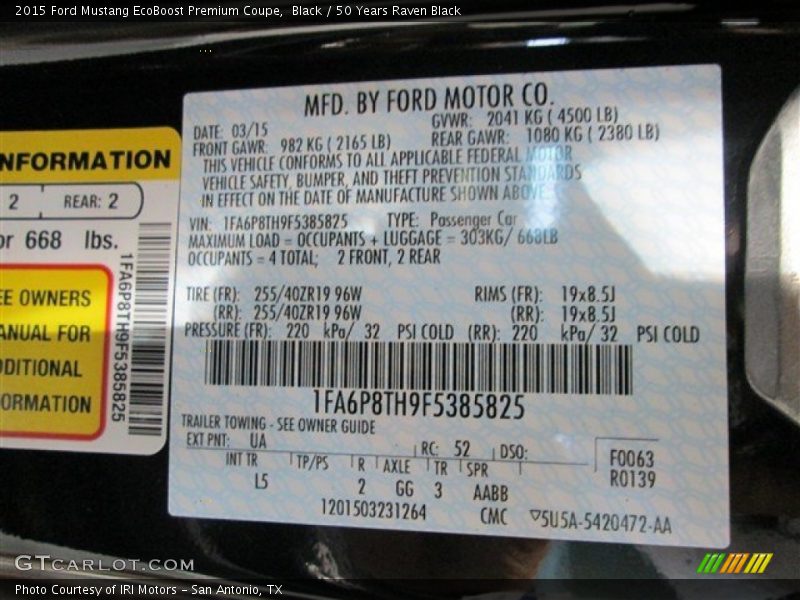 2015 Ford Mustang EcoBoost Premium Coupe,  Black / 50 Years Raven Black
MFD. BY FORD MOTOR CO.
DATE: 03/15
GVWR: 2041 KG ( 4500 LB)
FRONT GAWR: 982 KG ( 2165 LB)
REAR GAWR: 1080 KG ( 2380 LB)
THIS VEHICLE CONFORMS TO ALL APPLICABLE FEDERAL MOTOR
VEHICLE SAFETY, BUMPER, AND THEFT PREVENTION STANDARDS
IN EFFECT ON THE DATE OF MANUFACTURE SHOWN ABOVE.
VIN: 1FA6P8TH9F5385825 TYPE: Passenger Car
MAXIMUM LOAD = OCCUPANTS + LUGGAGE = 303KG/ 668LB
OCCUPANTS = 4 TOTAL; 2 FRONT, 2 REAR
TIRE (FR): 255/40ZR19 96W RIMS (FR): 19x8.5J
(RR): 255/40ZR19 96W (RR): 19x8.5J
PRESSURE (FR): 220 kPa/ 32 PSI COLD (RR): 220 kPa/ 32 PSI COLD
1FA6P8TH9F5385825
TRAILER TOWING - SEE OWNER GUIDE
EXT PNT: UA RC: 52 DSO:
F0063
R0139
INT TR TP/PS R AXLE TR SPR
L5 2 GG 3 AABB
1201503231264 CMC ▽5U5A-5420472-AA
NFORMATION
2 REAR: 2
or 668 lbs.
EE OWNERS
ANUAL FOR
DDITIONAL
ORMATION
1FA6P8TH9F5385825
GTCARLOT.COM
Photo Courtesy of IRI Motors – San Antonio, TX